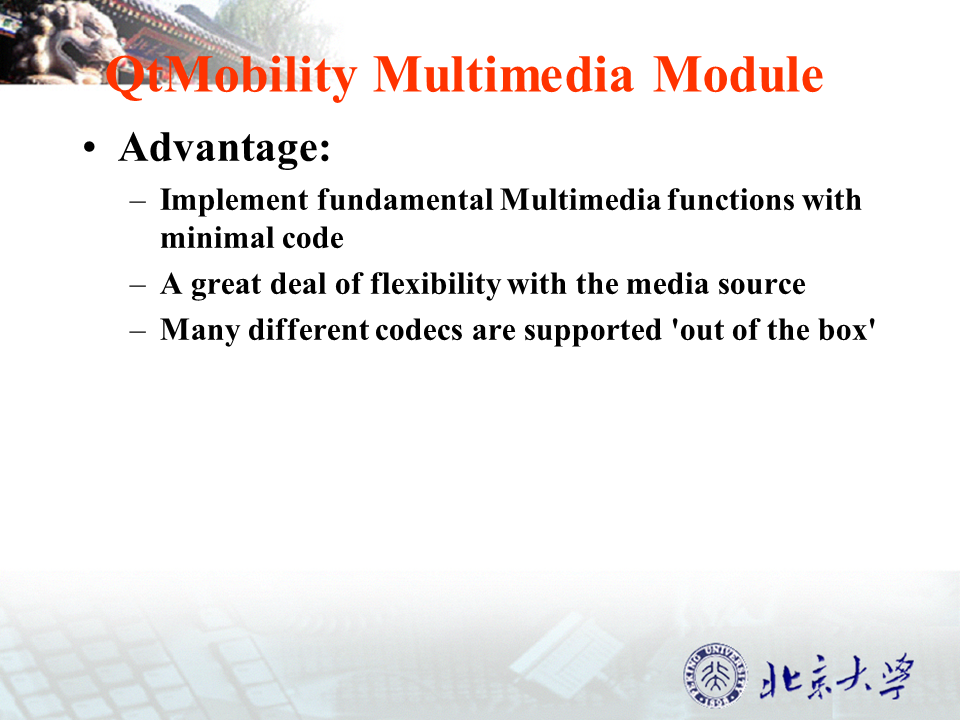 QtMobility Multimedia Module
• Advantage:
– Implement fundamental Multimedia functions with
minimal code
– A great deal of flexibility with the media source
– Many different codecs are supported 'out of the box'
PEKING UNIVERSITY
1898
北京大学